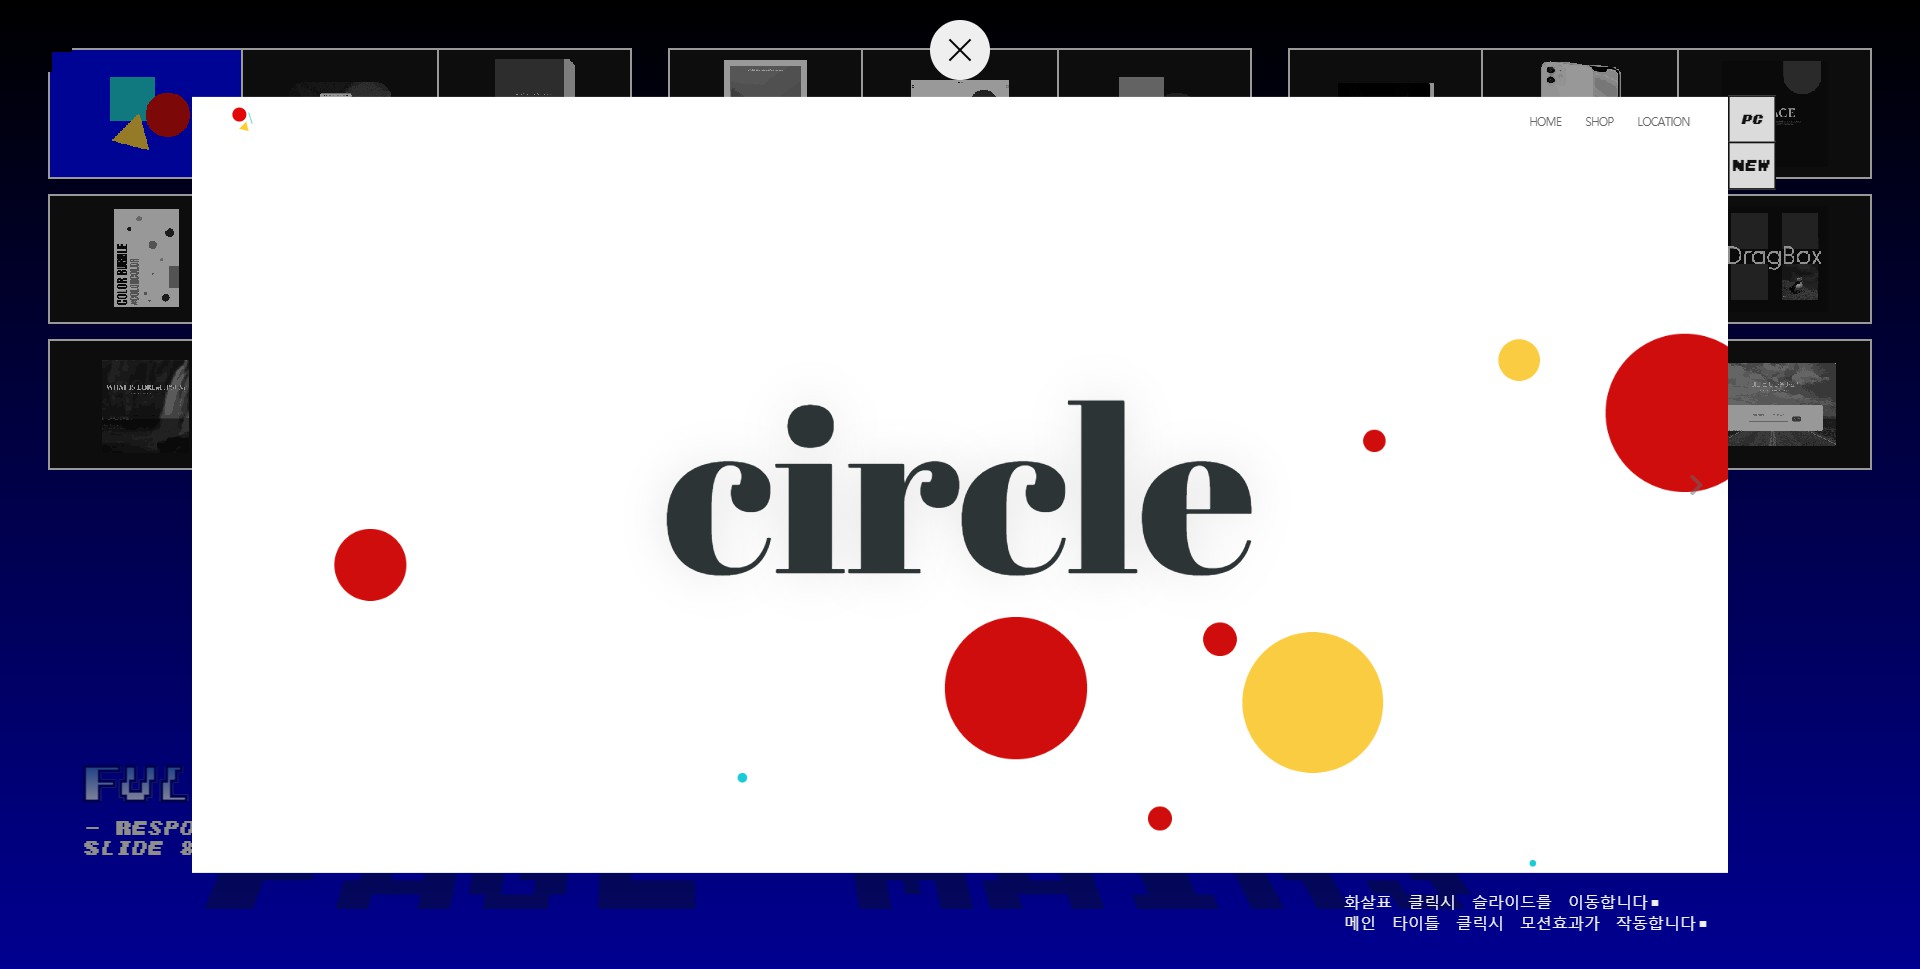 HOME SHOP LOCATION
PC
NEW
COLOR BUBBLE
DragBox
circle
FUL
- RESPO
SLIDE &
화살표 클릭시 슬라이드를 이동합니다.
메인 타이틀 클릭시 모션효과가 작동합니다.